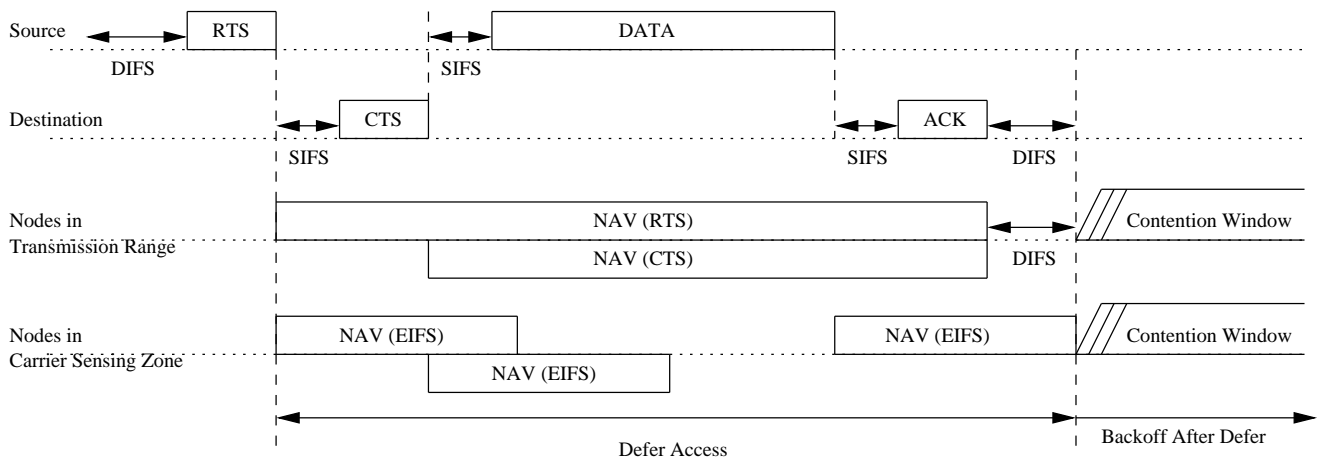 Source
RTS
DATA
DIFS
SIFS
Destination
CTS
ACK
SIFS
SIFS
DIFS
Nodes in
Transmission Range
NAV (RTS)
Contention Window
NAV (CTS)
DIFS
Nodes in
Carrier Sensing Zone
NAV (EIFS)
NAV (EIFS)
Contention Window
NAV (EIFS)
Defer Access
Backoff After Defer